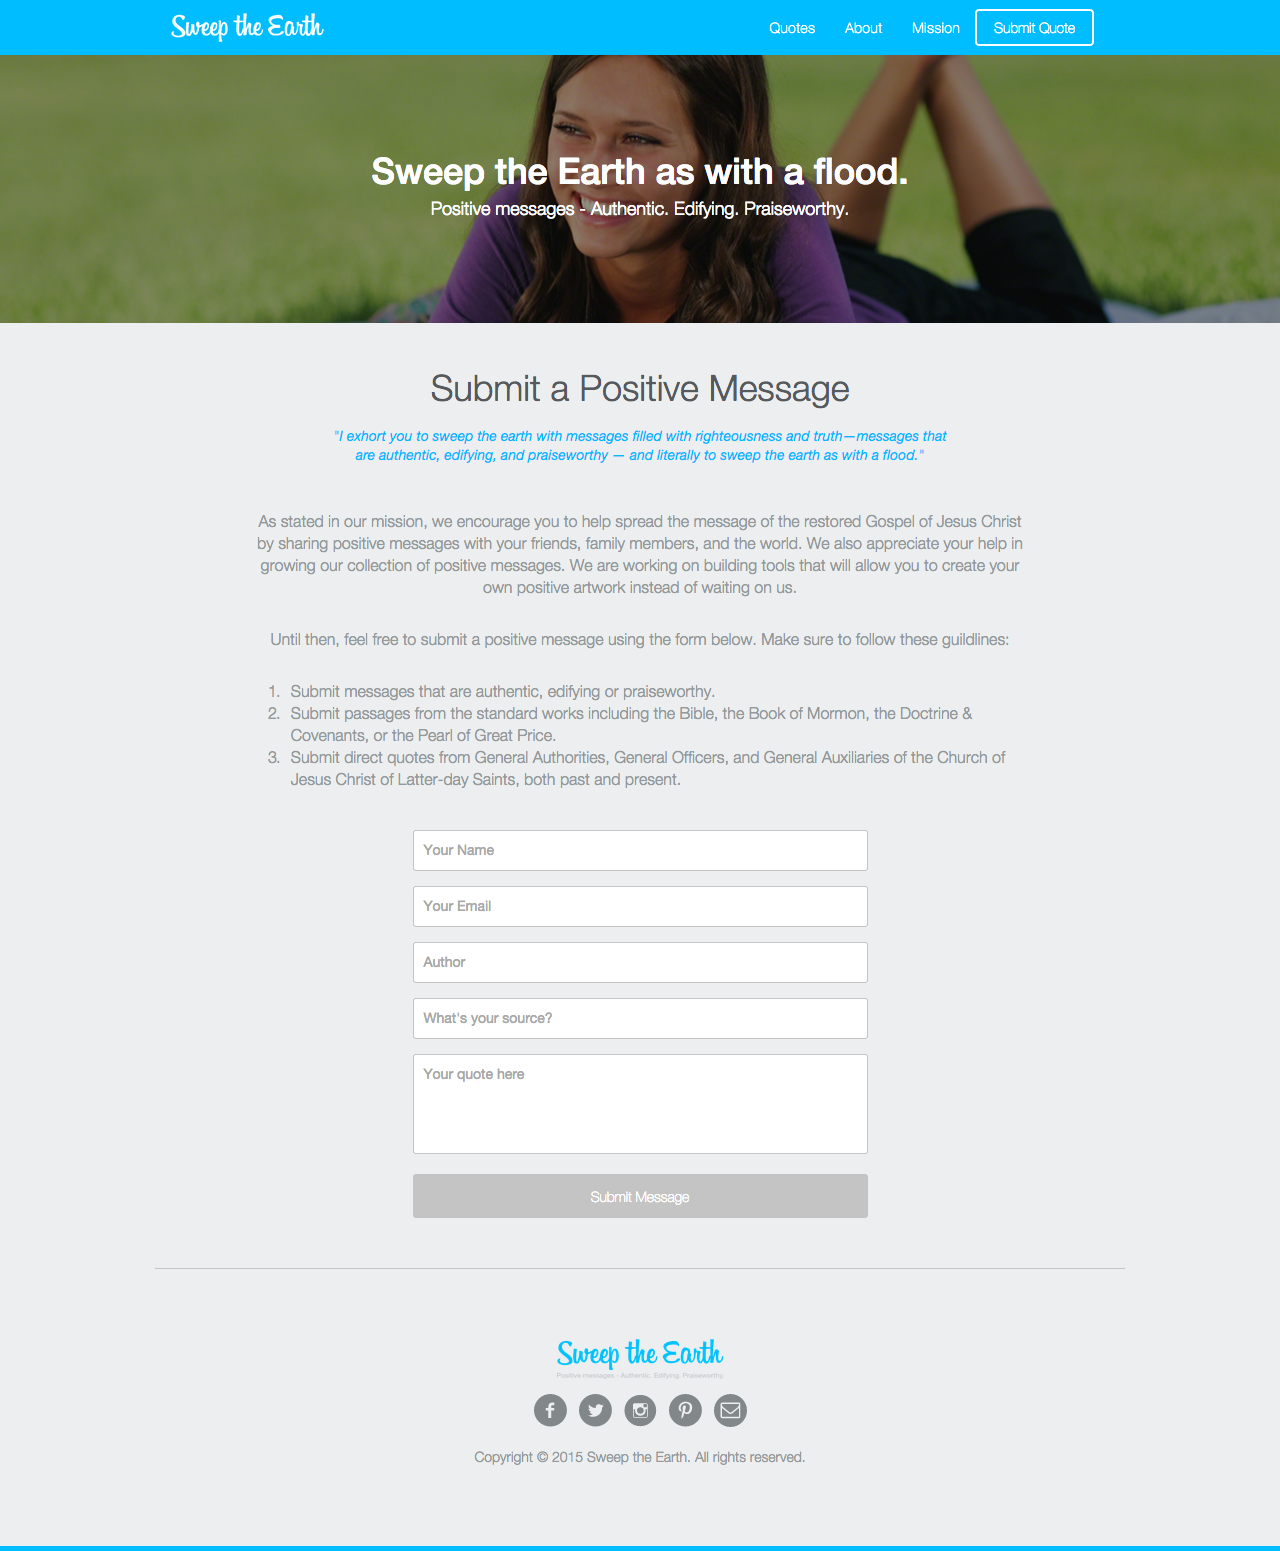 Sweep the Earth
Quotes About Mission Submit Quote
Sweep the Earth as with a flood.
Positive messages - Authentic. Edifying. Praiseworthy.
Submit a Positive Message
"I exhort you to sweep the earth with messages filled with righteousness and truth—messages that
are authentic, edifying, and praiseworthy — and literally to sweep the earth as with a flood."
As stated in our mission, we encourage you to help spread the message of the restored Gospel of Jesus Christ
by sharing positive messages with your friends, family members, and the world. We also appreciate your help in
growing our collection of positive messages. We are working on building tools that will allow you to create your
own positive artwork instead of waiting on us.
Until then, feel free to submit a positive message using the form below. Make sure to follow these guildlines:
1. Submit messages that are authentic, edifying or praiseworthy.
2. Submit passages from the standard works including the Bible, the Book of Mormon, the Doctrine &
Covenants, or the Pearl of Great Price.
3. Submit direct quotes from General Authorities, General Officers, and General Auxiliaries of the Church of
Jesus Christ of Latter-day Saints, both past and present.
Your Name
Your Email
Author
What's your source?
Your quote here
Submit Message
Sweep the Earth
Positive messages - Authentic. Edifying. Praiseworthy.
Copyright © 2015 Sweep the Earth. All rights reserved.